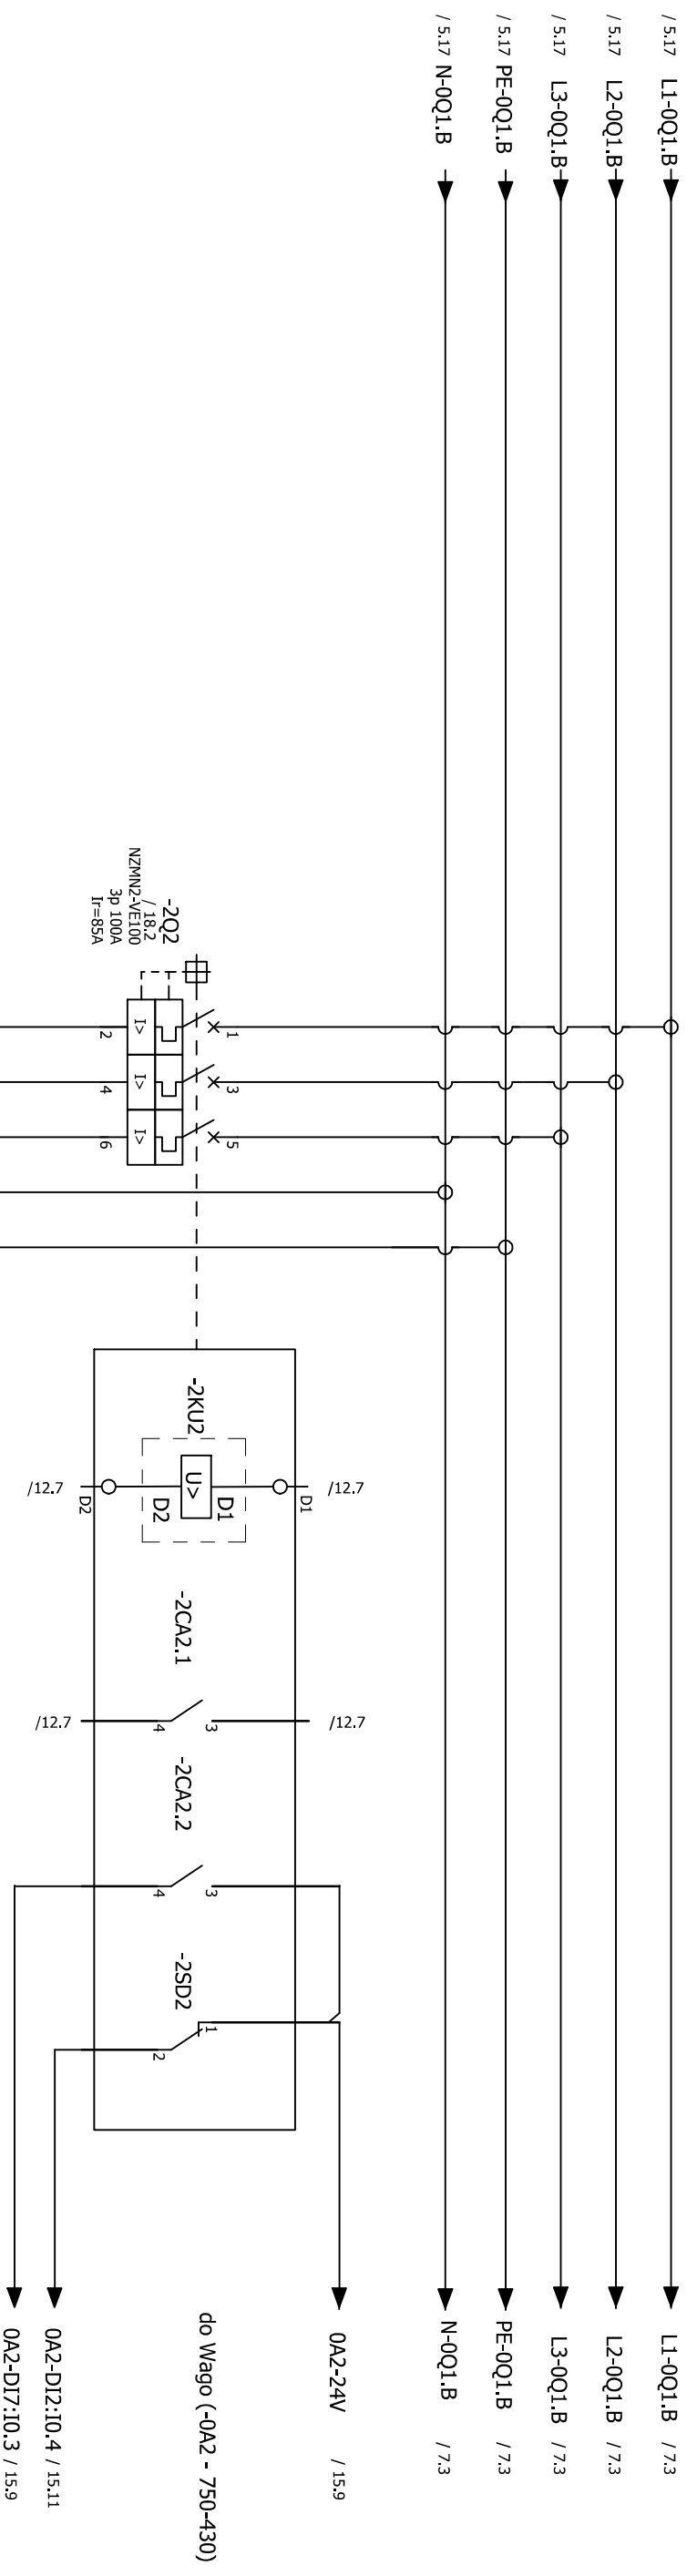 / 5.17 L1-0Q1.B
L1-0Q1.B / 7.3
/ 5.17 L2-0Q1.B
L2-0Q1.B / 7.3
/ 5.17 L3-0Q1.B
L3-0Q1.B / 7.3
/ 5.17 PE-0Q1.B
PE-0Q1.B / 7.3
/ 5.17 N-0Q1.B
N-0Q1.B / 7.3
0A2-24V / 15.9
do Wago (-0A2 - 750-430)
0A2-DI2:I0.4 / 15.11
0A2-DI7:I0.3 / 15.9
-2Q2
/ 18.2
NZMN2-VE100
3p 100A
Ir=85A
1
3
5
I>
I>
I>
2
4
6
-2KU2
/12.7
D1
D1
U>
D2
D2
/12.7
-2CA2.1
/12.7
3
4
/12.7
-2CA2.2
3
4
-2SD2
1
2